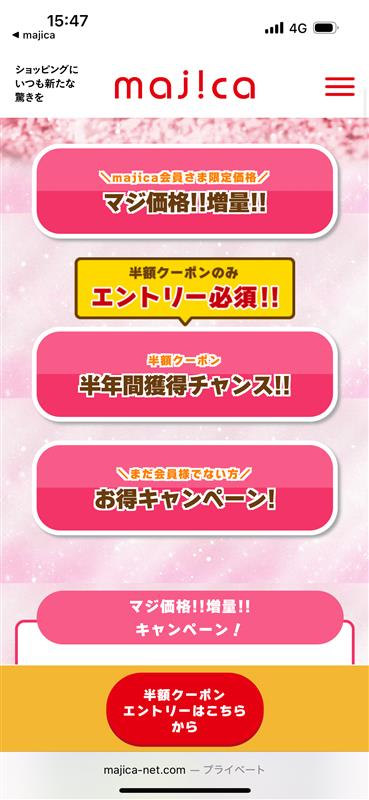 15:47
4G
◀ majica
ショッピングに
いつも新たな
驚きを
maj!ca
＼majica会員さま限定価格／
マジ価格!!増量!!
半額クーポンのみ
エントリー必須!!
半額クーポン
半年間獲得チャンス!!
＼まだ会員様でない方／
お得キャンペーン!
マジ価格!!増量!!
キャンペーン！
半額クーポン
エントリーはこちら
から
majica-net.com — プライベート